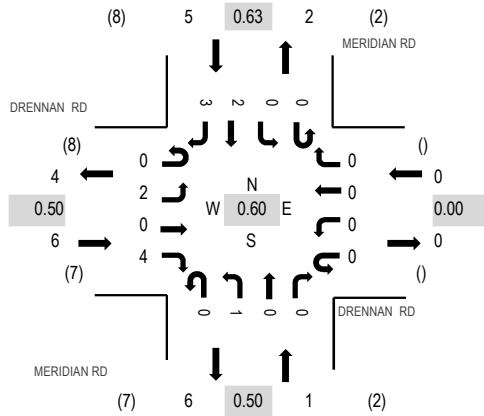 (8) 5 0.63 2 (2)
MERIDIAN RD
DRENNAN RD
3 2 0 0
(8) 0 0 ()
4 2 N 0 0
0.50 W 0.60 E 0.00
6 0 S 0 0
(7) 4 0 ()
0 1 0 0
DRENNAN RD
MERIDIAN RD
(7) 6 0.50 1 (2)